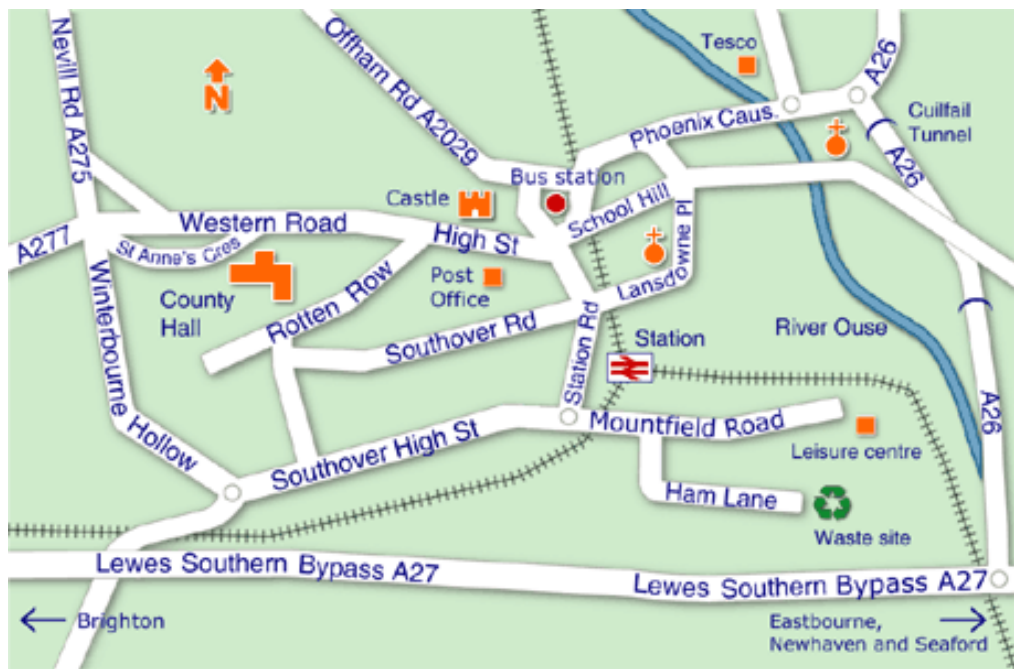 Nevill Rd A275
Offham Rd A2029
Tesco
A26
N
Phoenix Caus.
Cuilfail
Tunnel
A26
Bus station
Castle
School Hill
Western Road
High St
A277
St Anne's Cres
Lansdowne Pl
County
Hall
Post
Office
Rotten Row
Winterbourne Hollow
Southover Rd
Station Rd
Station
River Ouse
A26
Mountfield Road
Southover High St
Leisure centre
Ham Lane
Waste site
Lewes Southern Bypass A27
Lewes Southern Bypass A27
Brighton
Eastbourne,
Newhaven and Seaford